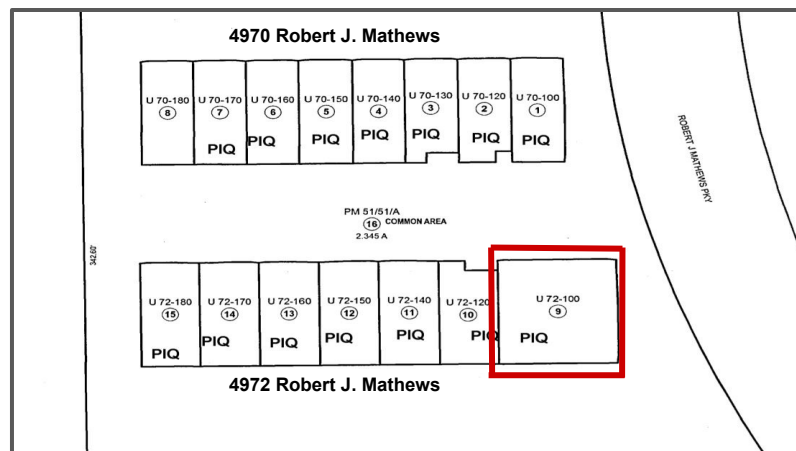 4970 Robert J. Mathews
U 70-180 U 70-170 U 70-160 U 70-150 U 70-140 U 70-130 U 70-120 U 70-100
8 7 6 5 4 3 2 1
PIQ PIQ PIQ PIQ PIQ PIQ PIQ
ROBERT J MATHEWS PKY
PM 51/51/A
16 COMMON AREA
2.345 A
342.60'
U 72-180 U 72-170 U 72-160 U 72-150 U 72-140 U 72-120 U 72-100
15 14 13 12 11 10 9
PIQ PIQ PIQ PIQ PIQ PIQ PIQ
4972 Robert J. Mathews